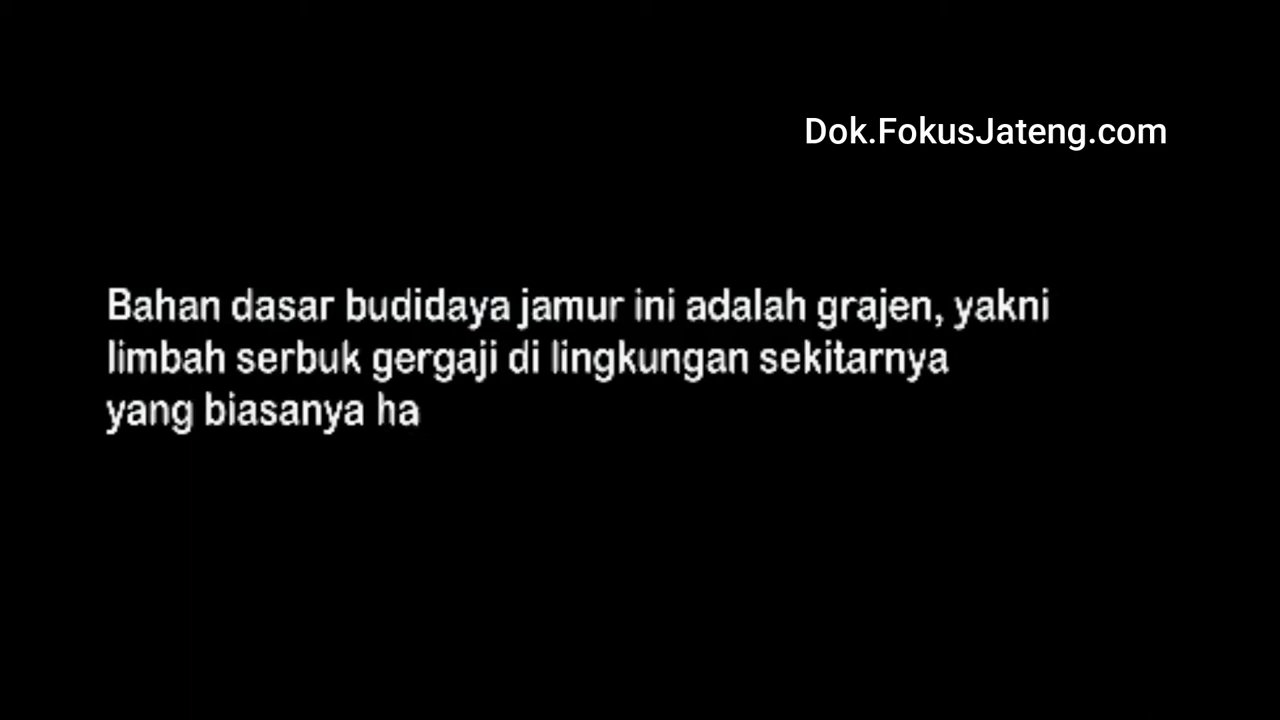 Dok.FokusJateng.com
Bahan dasar budidaya jamur ini adalah grajen, yakni
limbah serbuk gergaji di lingkungan sekitarnya
yang biasanya ha